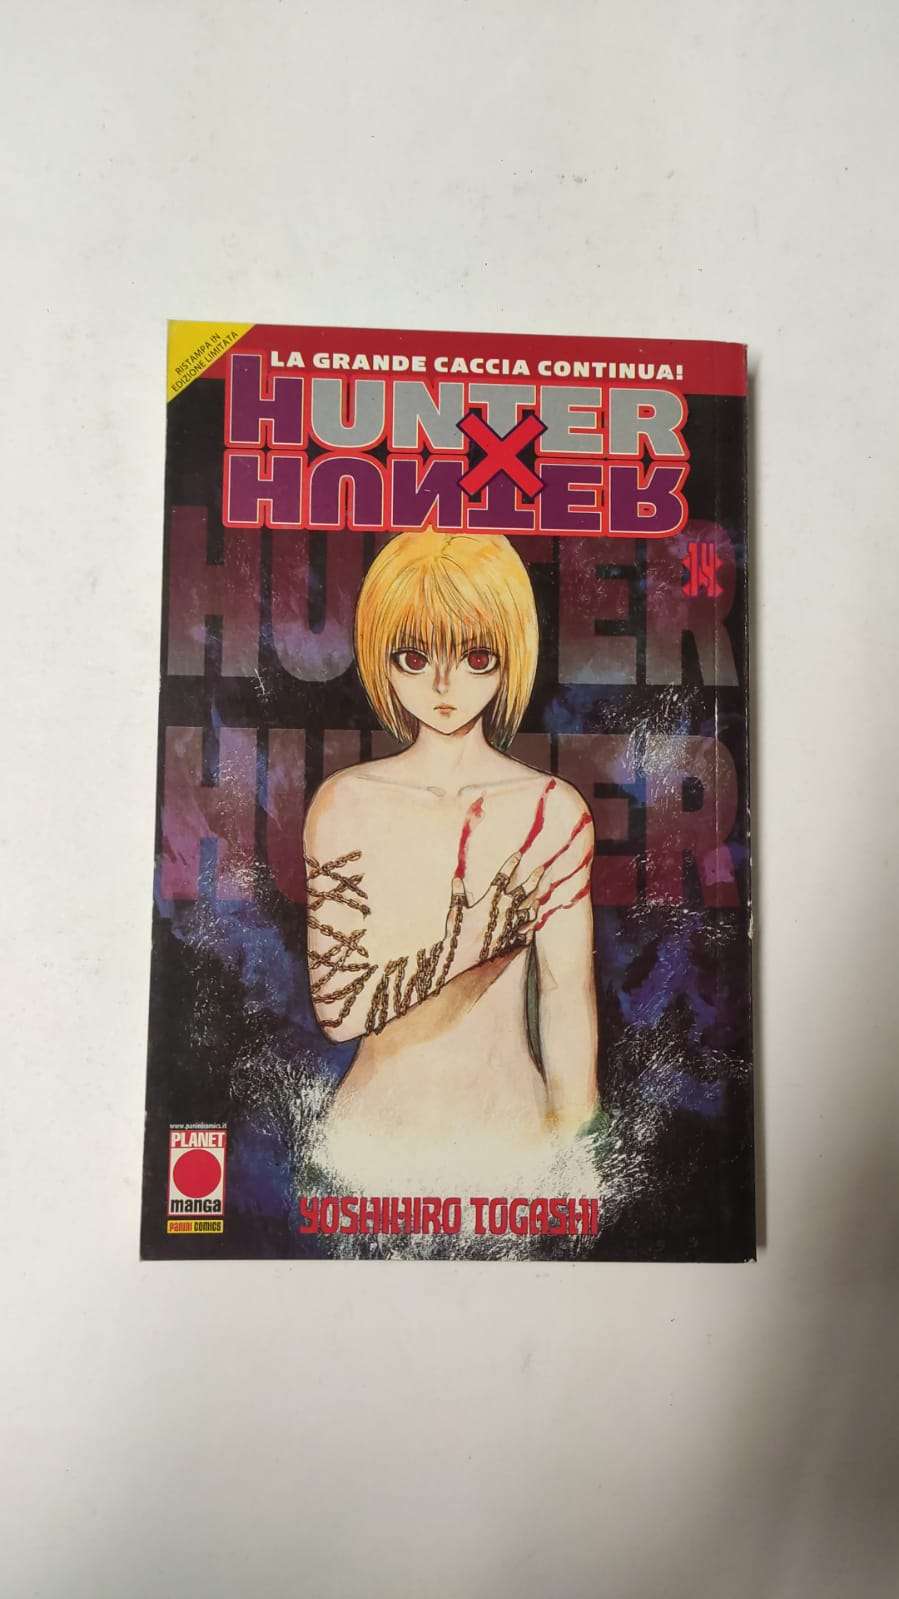 RISTAMPA IN
EDIZIONE LIMITATA
LA GRANDE CACCIA CONTINUA!
HUNTER
X
HUNTER
14
HUNTER
HUNTER
www.paninicomics.it
PLANET
manga
PANINI COMICS
YOSHIHIRO TOGASHI